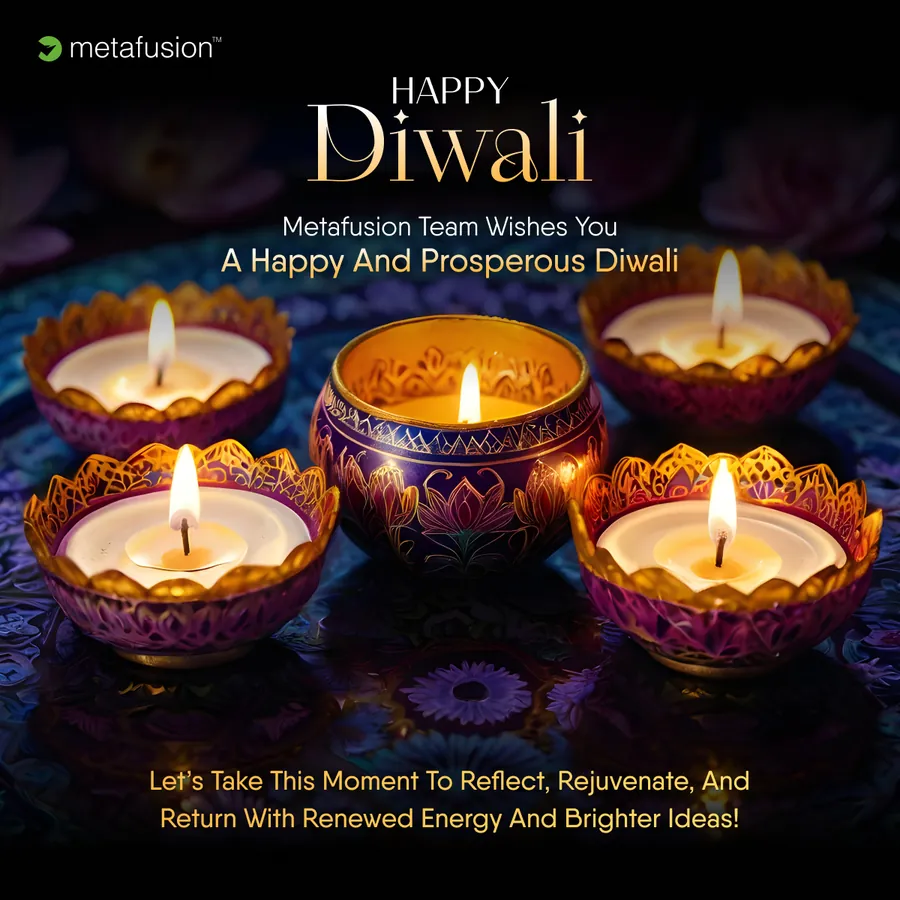 metafusion™
HAPPY
Diwali
Metafusion Team Wishes You
A Happy And Prosperous Diwali
Let's Take This Moment To Reflect, Rejuvenate, And
Return With Renewed Energy And Brighter Ideas!